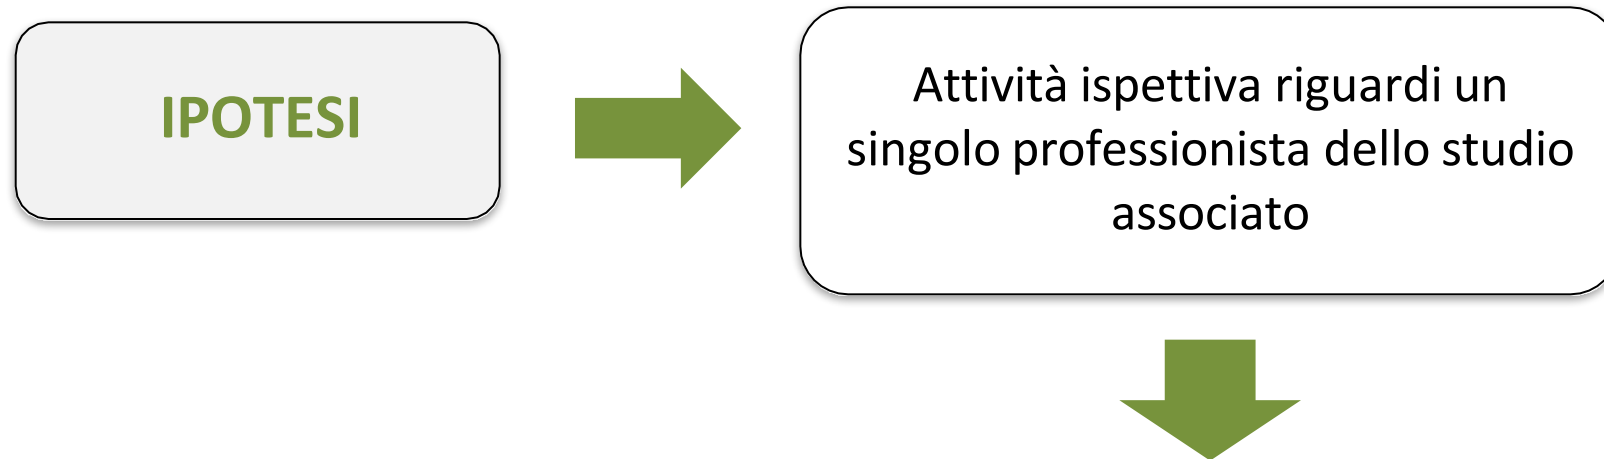 IPOTESI
Attività ispettiva riguardi un
singolo professionista dello studio
associato